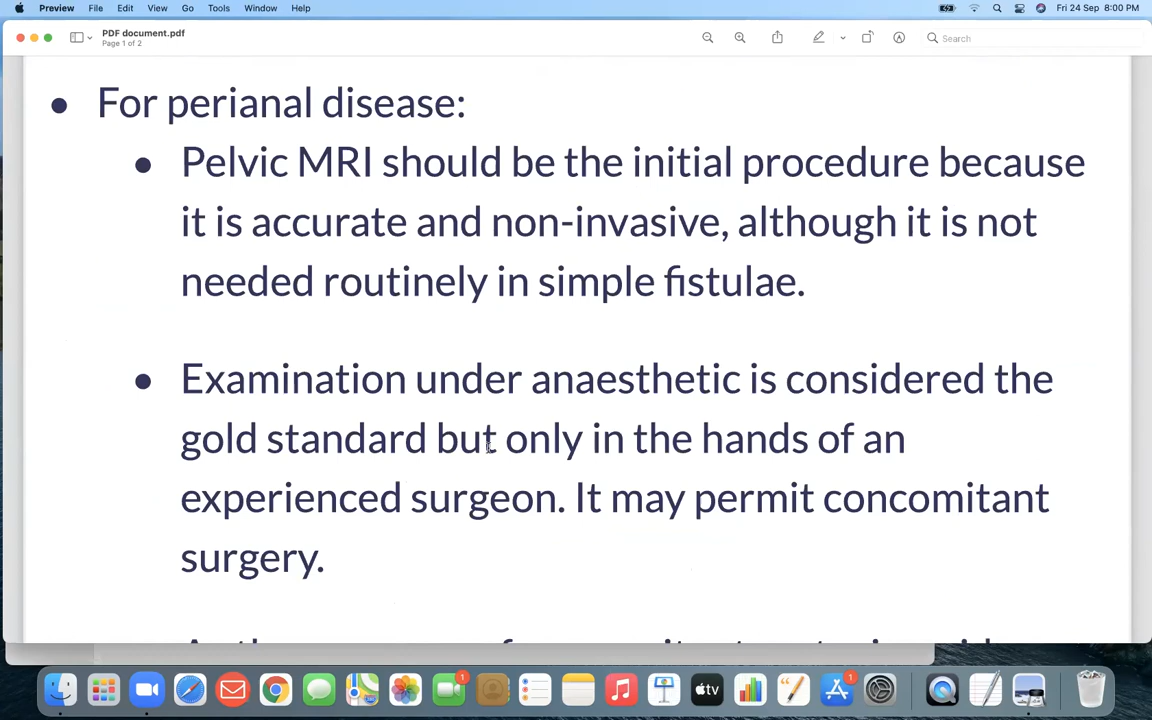 Preview File Edit View Go Tools Window Help Fri 24 Sep 8:00 PM
PDF document.pdf
Page 1 of 2
Search
• For perianal disease:
• Pelvic MRI should be the initial procedure because
it is accurate and non-invasive, although it is not
needed routinely in simple fistulae.
• Examination under anaesthetic is considered the
gold standard but only in the hands of an
experienced surgeon. It may permit concomitant
surgery.
tv
1
1